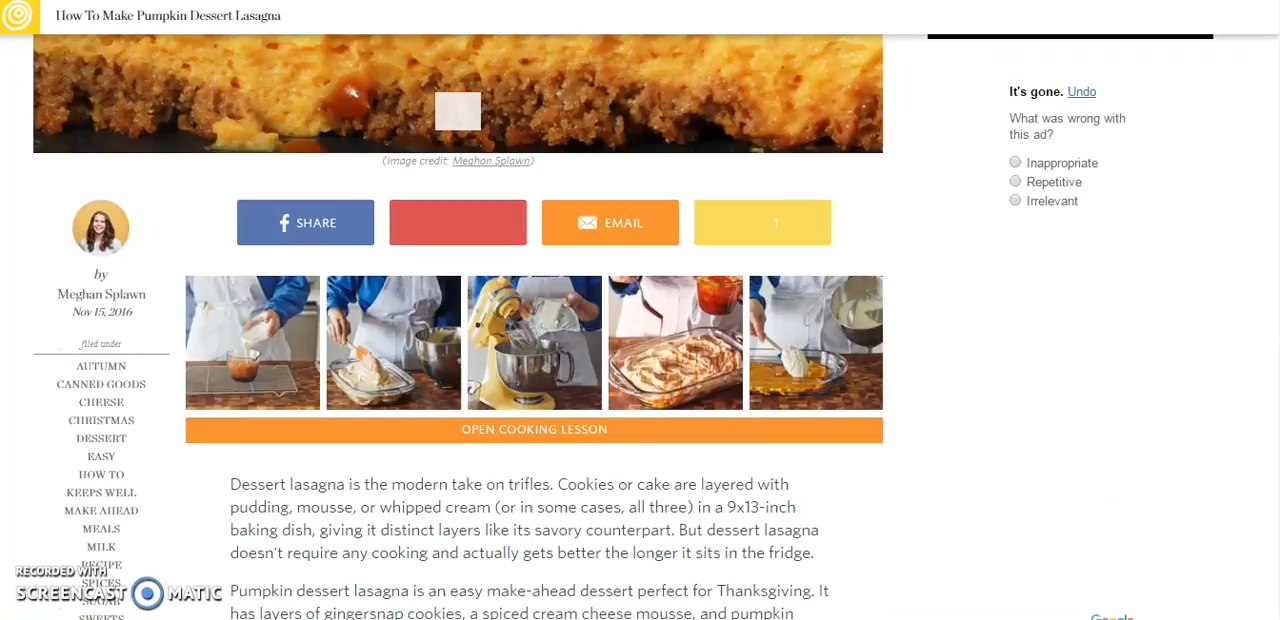 How To Make Pumpkin Dessert Lasagna
(Image credit: Meghan Splawn)
SHARE
EMAIL
1
by
Meghan Splawn
Nov 15, 2016
filed under
AUTUMN
CANNED GOODS
CHEESE
CHRISTMAS
DESSERT
EASY
HOW TO
KEEPS WELL
MAKE AHEAD
MEALS
MILK
RECIPE
SPICES
SUGAR
SWEETS
OPEN COOKING LESSON
Dessert lasagna is the modern take on trifles. Cookies or cake are layered with
pudding, mousse, or whipped cream (or in some cases, all three) in a 9x13-inch
baking dish, giving it distinct layers like its savory counterpart. But dessert lasagna
doesn't require any cooking and actually gets better the longer it sits in the fridge.
Pumpkin dessert lasagna is an easy make-ahead dessert perfect for Thanksgiving. It
has layers of gingersnap cookies, a spiced cream cheese mousse, and pumpkin
It's gone. Undo
What was wrong with
this ad?
Inappropriate
Repetitive
Irrelevant
Google
RECORDED WITH
SCREENCAST MATIC